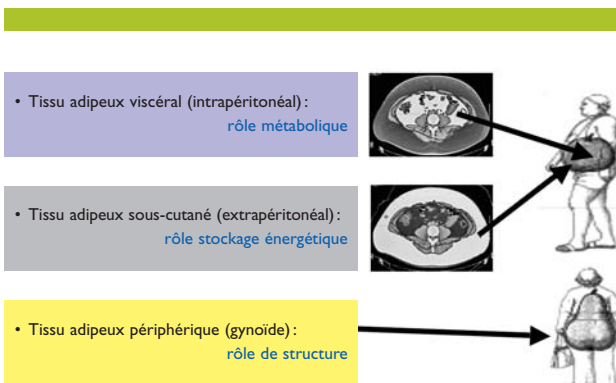 • Tissu adipeux viscéral (intrapéritonéal) :
rôle métabolique
• Tissu adipeux sous-cutané (extrapéritonéal) :
rôle stockage énergétique
• Tissu adipeux périphérique (gynoïde) :
rôle de structure